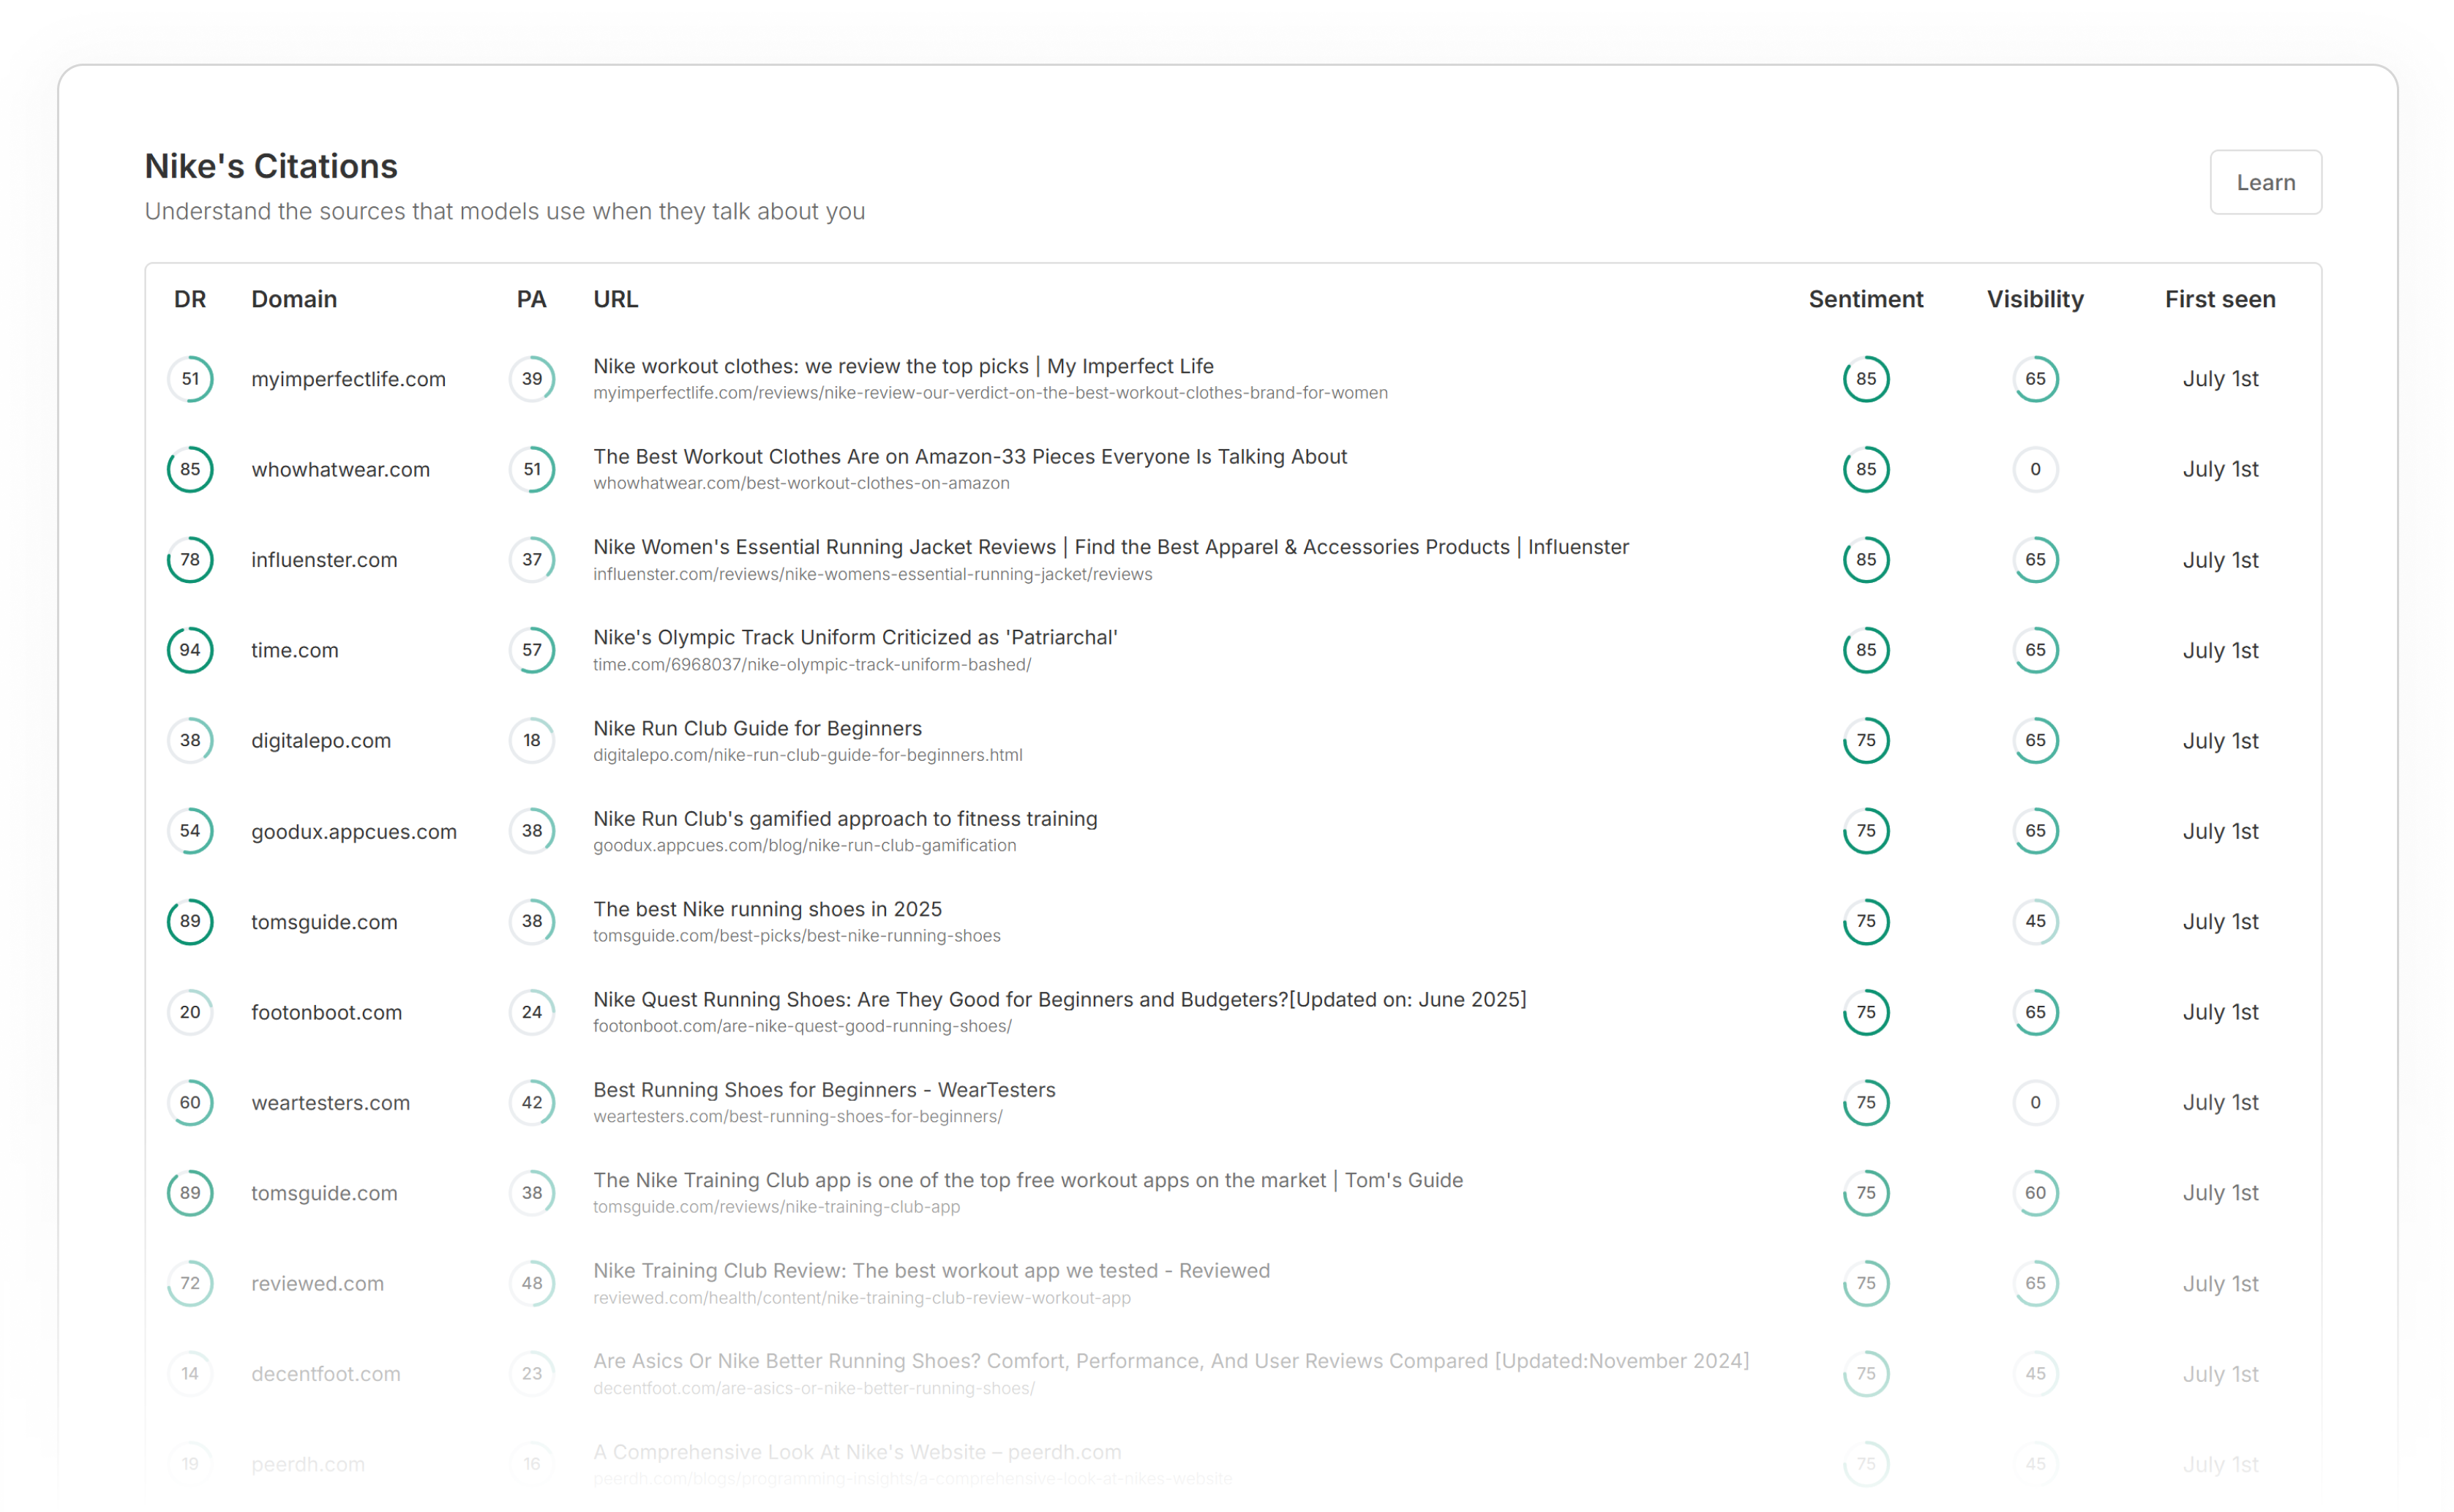 Nike's Citations
Understand the sources that models use when they talk about you
Learn
DR Domain PA URL Sentiment Visibility First seen
51 myimperfectlife.com 39 Nike workout clothes: we review the top picks | My Imperfect Life 85 65 July 1st
myimperfectlife.com/reviews/nike-review-our-verdict-on-the-best-workout-clothes-brand-for-women
85 whowhatwear.com 51 The Best Workout Clothes Are on Amazon-33 Pieces Everyone Is Talking About 85 0 July 1st
whowhatwear.com/best-workout-clothes-on-amazon
78 influenster.com 37 Nike Women's Essential Running Jacket Reviews | Find the Best Apparel & Accessories Products | Influenster 85 65 July 1st
influenster.com/reviews/nike-womens-essential-running-jacket/reviews
94 time.com 57 Nike's Olympic Track Uniform Criticized as 'Patriarchal' 85 65 July 1st
time.com/6968037/nike-olympic-track-uniform-bashed/
38 digitalepo.com 18 Nike Run Club Guide for Beginners 75 65 July 1st
digitalepo.com/nike-run-club-guide-for-beginners.html
54 goodux.appcues.com 38 Nike Run Club's gamified approach to fitness training 75 65 July 1st
goodux.appcues.com/blog/nike-run-club-gamification
89 tomsguide.com 38 The best Nike running shoes in 2025 75 45 July 1st
tomsguide.com/best-picks/best-nike-running-shoes
20 footonboot.com 24 Nike Quest Running Shoes: Are They Good for Beginners and Budgeters?[Updated on: June 2025] 75 65 July 1st
footonboot.com/are-nike-quest-good-running-shoes/
60 weartesters.com 42 Best Running Shoes for Beginners - WearTesters 75 0 July 1st
weartesters.com/best-running-shoes-for-beginners/
89 tomsguide.com 38 The Nike Training Club app is one of the top free workout apps on the market | Tom's Guide 75 60 July 1st
tomsguide.com/reviews/nike-training-club-app
72 reviewed.com 48 Nike Training Club Review: The best workout app we tested - Reviewed 75 65 July 1st
reviewed.com/health/content/nike-training-club-review-workout-app
14 decentfoot.com 23 Are Asics Or Nike Better Running Shoes? Comfort, Performance, And User Reviews Compared [Updated:November 2024] 75 45 July 1st
decentfoot.com/are-asics-or-nike-better-running-shoes/
19 peerdh.com 16 A Comprehensive Look At Nike's Website – peerdh.com 75 45 July 1st
peerdh.com/blogs/programming-insights/a-comprehensive-look-at-nikes-website